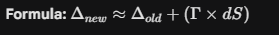 Formula: Δ_new ≈ Δ_old + (Γ × dS)